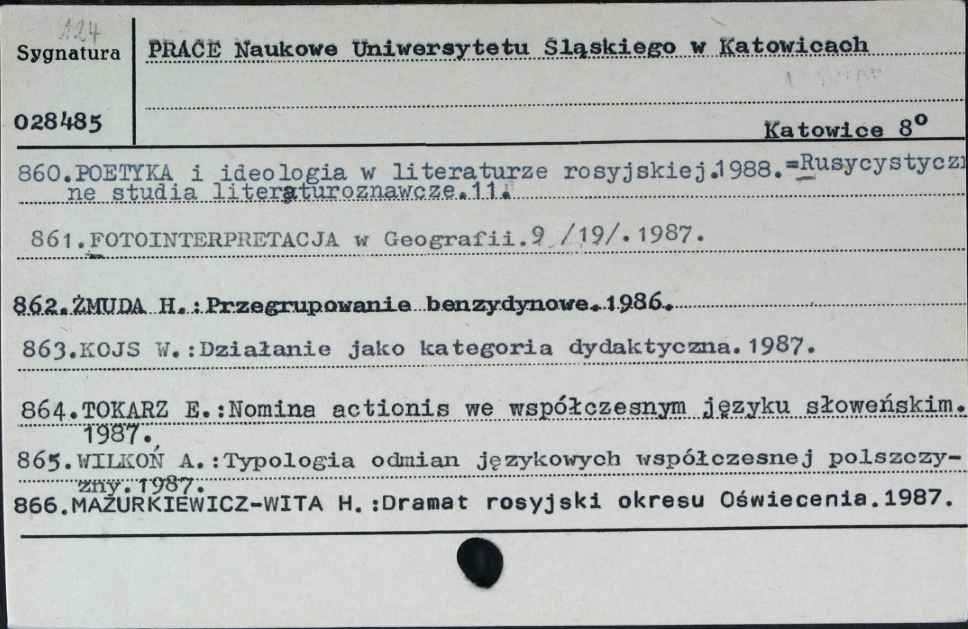 124
Sygnatura
PRACE Naukowe Uniwersytetu Śląskiego w Katowicach
028485
Katowice 8°
860.POETYKA i ideologia w literaturze rosyjskiej.1988.=Rusycystycz
ne studia literaturoznawcze.11.
861.FOTOINTERPRETACJA w Geografii.9 /19/.1987.
862.ŻMUDA H.:Przegrupowanie benzydynowe.1986.
863.KOJS W.:Działanie jako kategoria dydaktyczna.1987.
864.TOKARZ E.:Nomina actionis we współczesnym języku słoweńskim.
1987.
865.WILKOŃ A.:Typologia odmian językowych współczesnej polszczy-
zny.1987.
866.MAZURKIEWICZ-WITA H.:Dramat rosyjski okresu Oświecenia.1987.